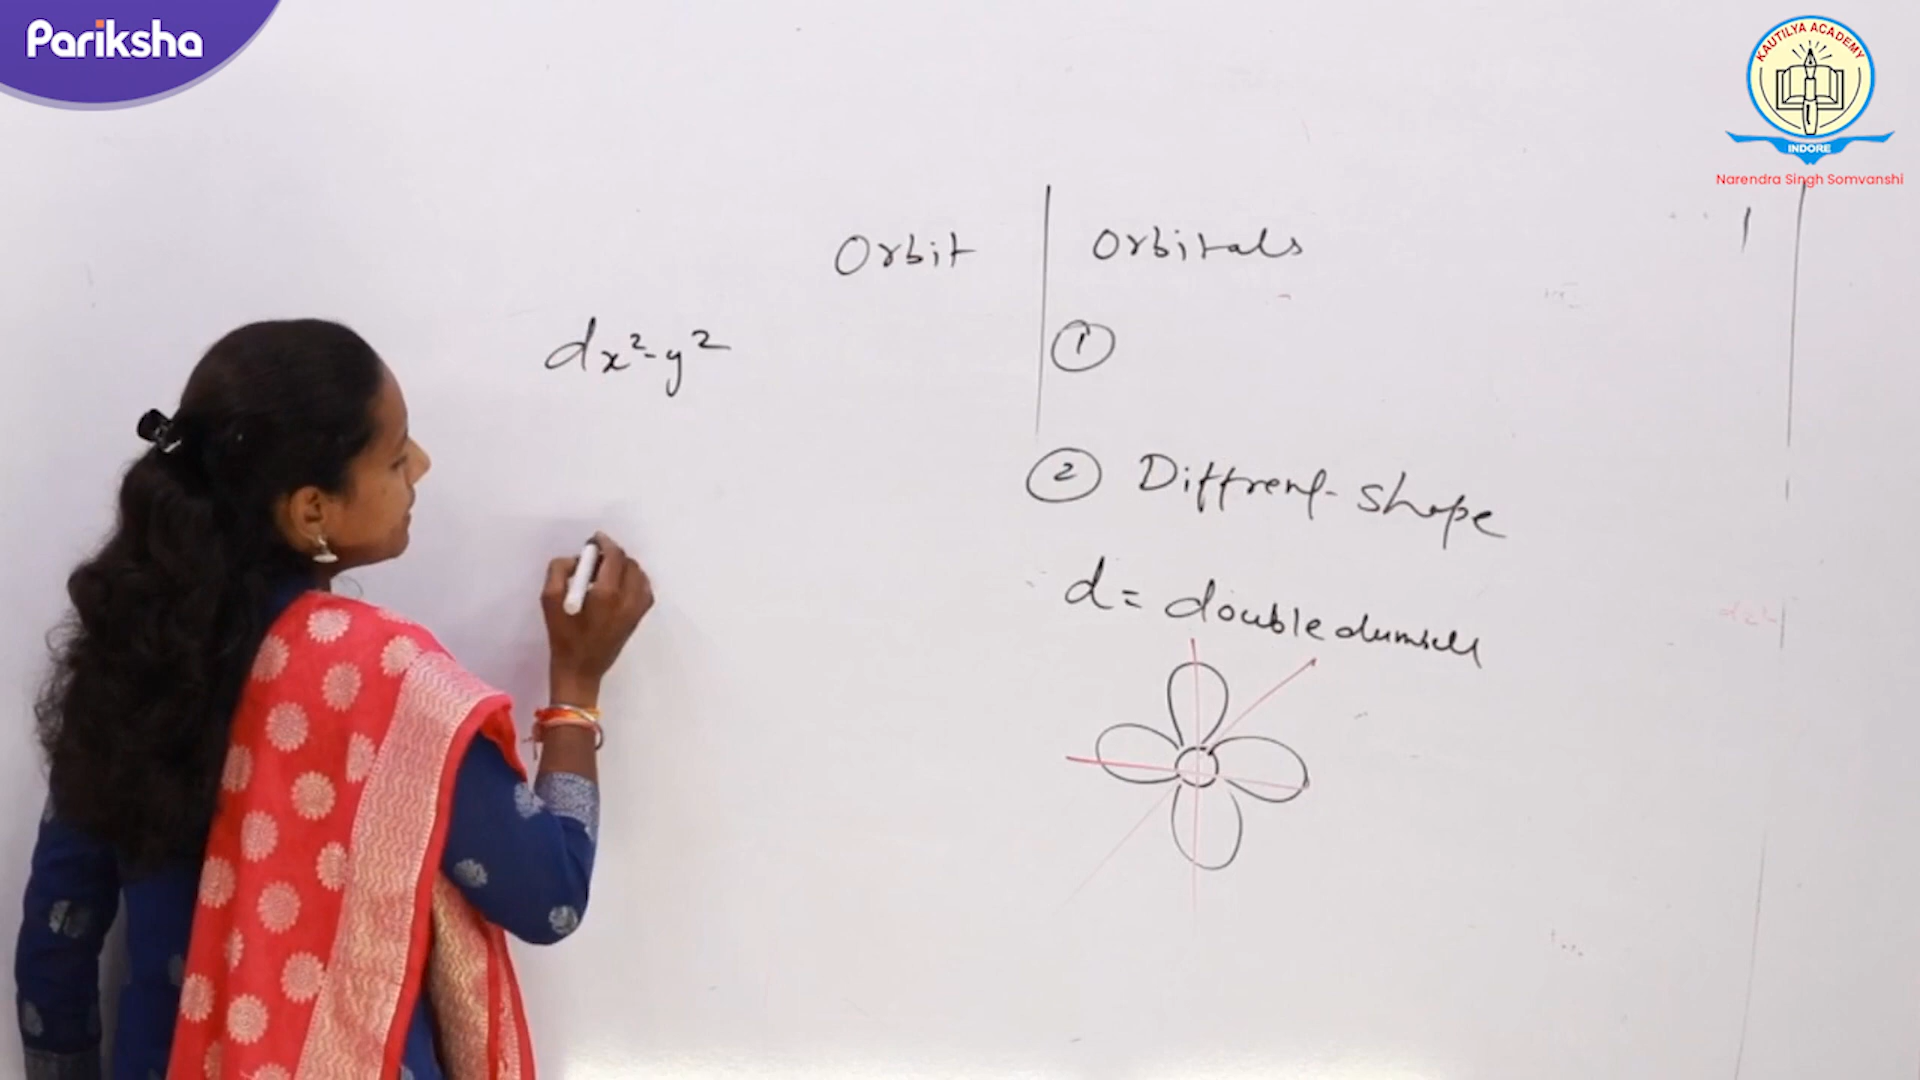 Pariksha
KAUTILYA ACADEMY
INDORE
Narendra Singh Somvanshi
Orbit
Orbitals
1
dx²-y²
②
Diffrent shape
d = double dumbell